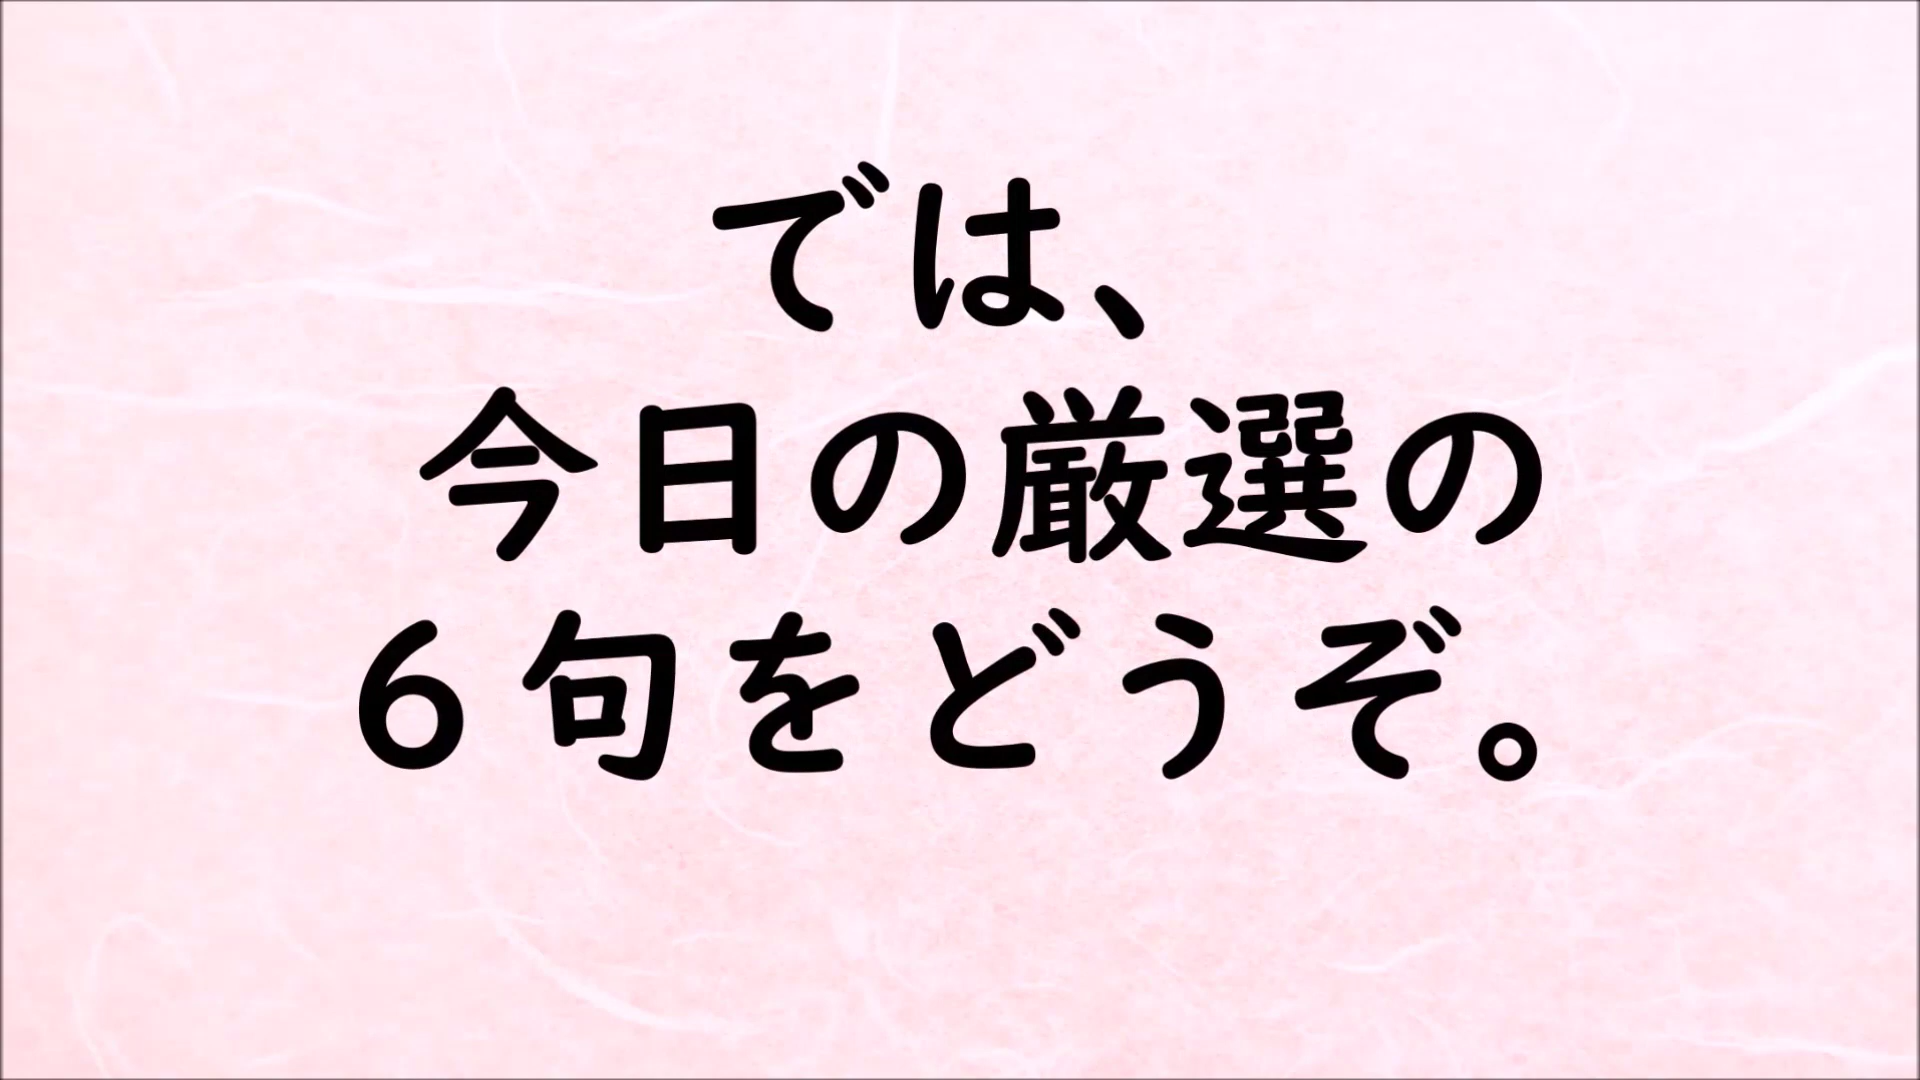 では、
今日の厳選の
６句をどうぞ。